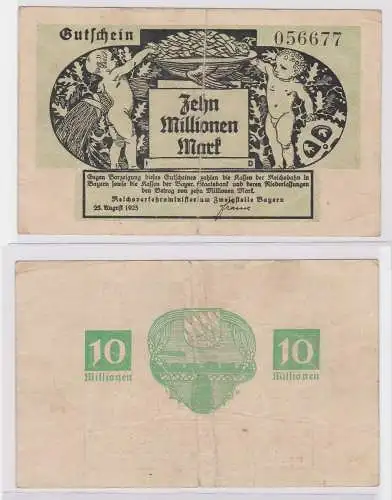 Gutschein
056677
Zehn
Millionen
Mark
Gegen Vorzeigung dieses Gutscheines zahlen die Kassen der Reichsbahn in
Bayern sowie die Kassen der Bayer. Staatsbank und deren Niederlassungen
den Betrag von zehn Millionen Mark.
Reichsverkehrsministerium Zweigstelle Bayern
25. August 1923
10
Millionen
10
Millionen